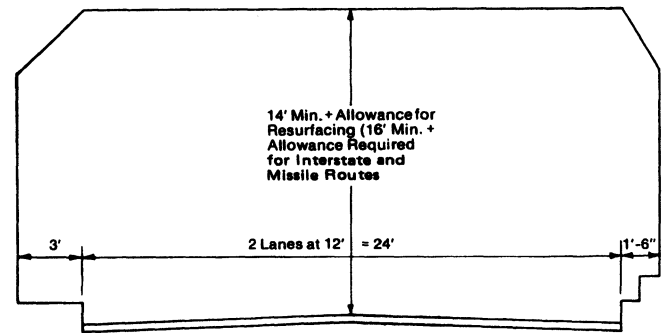 14' Min. + Allowance for
Resurfacing (16' Min. +
Allowance Required
for Interstate and
Missile Routes
3'
2 Lanes at 12' = 24'
1'-6"